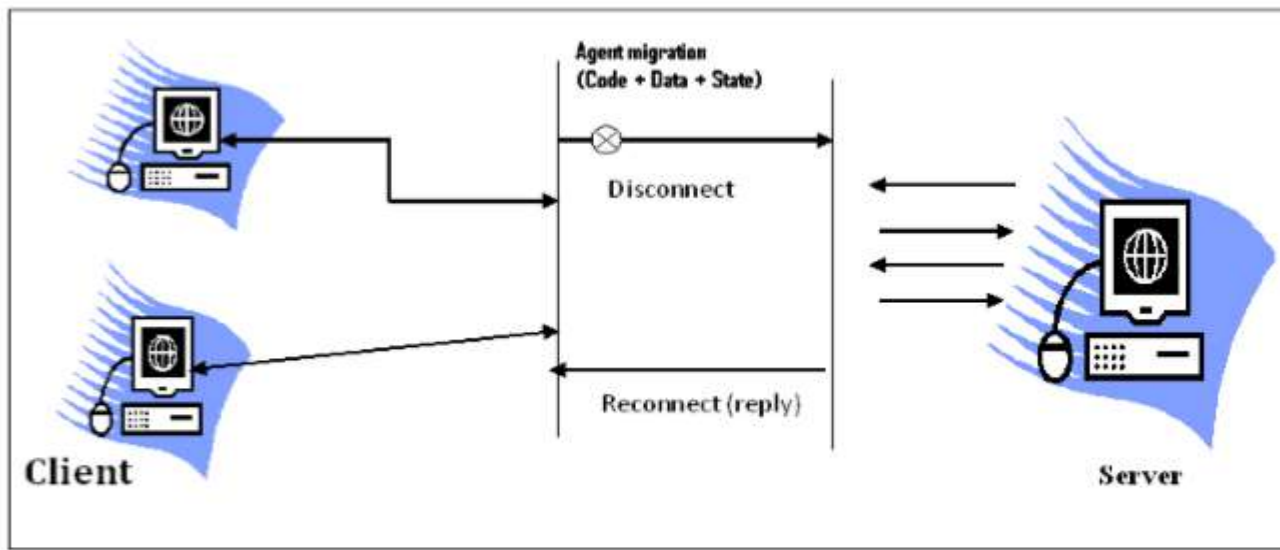 Agent migration
(Code + Data + State)
Disconnect
Reconnect (reply)
Client
Server